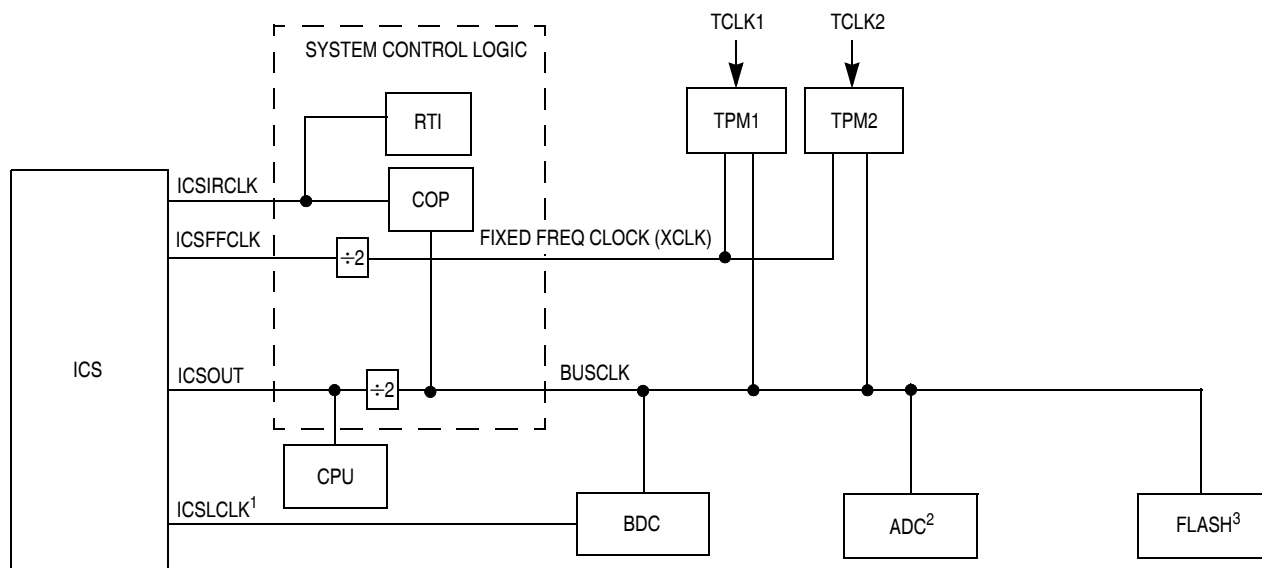 TCLK1
TCLK2
SYSTEM CONTROL LOGIC
RTI
TPM1
TPM2
ICSIRCLK
COP
ICSFFCLK
÷2
FIXED FREQ CLOCK (XCLK)
ICS
ICSOUT
÷2
BUSCLK
CPU
ICSLCLK¹
BDC
ADC²
FLASH³